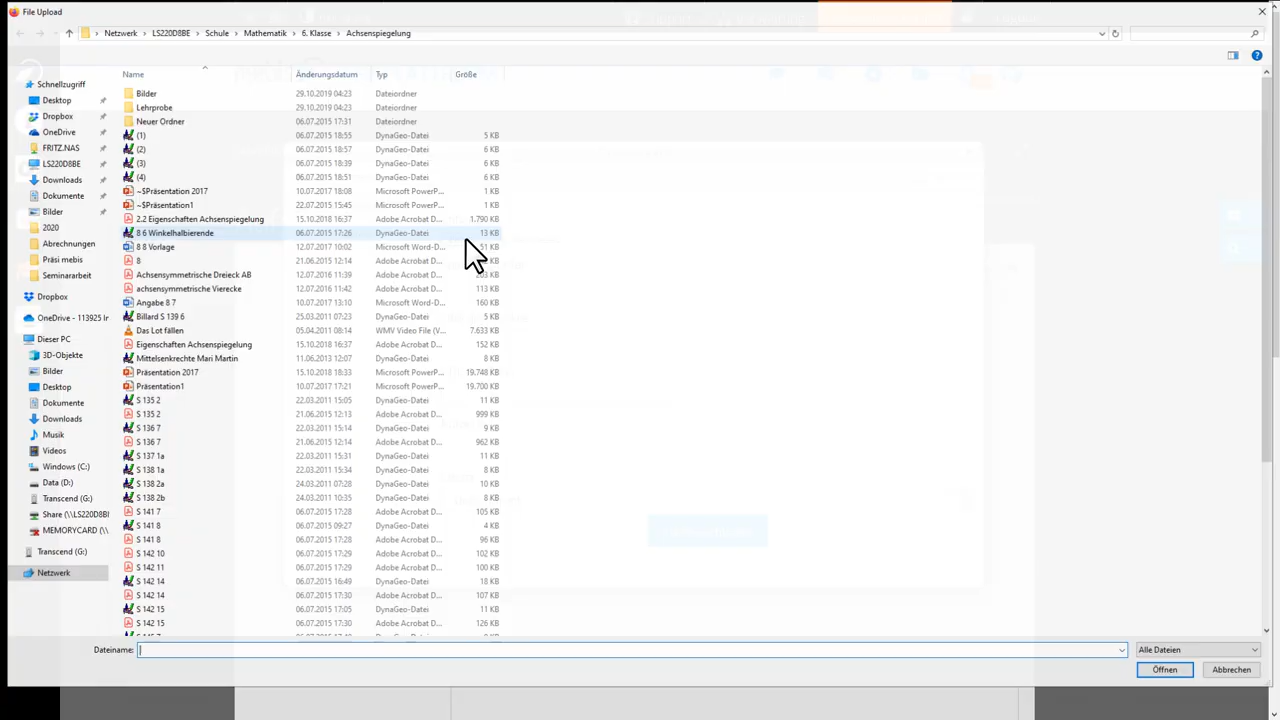 File Upload
Netzwerk > LS220D8BE > Schule > Mathematik > 6. Klasse > Achsenspiegelung
Name Änderungsdatum Typ Größe
Schnellzugriff
Desktop
Dropbox
OneDrive
FRITZ.NAS
LS220D8BE
Downloads
Dokumente
Bilder
2020
Abrechnungen
Präsi mebis
Seminararbeit
Dropbox
OneDrive - 113925 Ir
Dieser PC
3D-Objekte
Bilder
Desktop
Dokumente
Downloads
Musik
Videos
Windows (C:)
Data (D:)
Transcend (G:)
Share (\\LS220D8BE
MEMORYCARD (\\
Transcend (G:)
Netzwerk
Bilder 29.10.2019 04:23 Dateiordner
Lehrprobe 29.10.2019 04:23 Dateiordner
Neuer Ordner 06.07.2015 17:31 Dateiordner
(1) 06.07.2015 18:55 DynaGeo-Datei 5 KB
(2) 06.07.2015 18:57 DynaGeo-Datei 6 KB
(3) 06.07.2015 18:39 DynaGeo-Datei 6 KB
(4) 06.07.2015 18:51 DynaGeo-Datei 6 KB
~$Präsentation 2017 10.07.2017 18:08 Microsoft PowerP... 1 KB
~$Präsentation1 22.07.2015 15:45 Microsoft PowerP... 1 KB
2.2 Eigenschaften Achsenspiegelung 15.10.2018 16:37 Adobe Acrobat D... 1.790 KB
8 6 Winkelhalbierende 06.07.2015 17:26 DynaGeo-Datei 13 KB
8 8 Vorlage 12.07.2017 10:02 Microsoft Word-D... 51 KB
8 21.06.2015 12:14 Adobe Acrobat D... KB
Achsensymmetrische Dreieck AB 12.07.2016 11:39 Adobe Acrobat D... 203 KB
achsensymmetrische Vierecke 12.07.2016 11:41 Adobe Acrobat D... 113 KB
Angabe 8 7 10.07.2017 13:10 Microsoft Word-D... 160 KB
Billard S 139 6 25.03.2011 07:23 DynaGeo-Datei 5 KB
Das Lot fällen 05.04.2011 08:14 WMV Video File (V... 7.633 KB
Eigenschaften Achsenspiegelung 15.10.2018 16:37 Adobe Acrobat D... 152 KB
Mittelsenkrechte Mari Martin 11.06.2013 12:07 DynaGeo-Datei 8 KB
Präsentation 2017 15.10.2018 18:33 Microsoft PowerP... 19.748 KB
Präsentation1 10.07.2017 17:21 Microsoft PowerP... 19.700 KB
S 135 2 22.03.2011 15:05 DynaGeo-Datei 11 KB
S 135 2 21.06.2015 12:13 Adobe Acrobat D... 999 KB
S 136 7 22.03.2011 15:14 DynaGeo-Datei 9 KB
S 136 7 21.06.2015 12:14 Adobe Acrobat D... 962 KB
S 137 1a 22.03.2011 15:31 DynaGeo-Datei 11 KB
S 138 1a 22.03.2011 15:34 DynaGeo-Datei 8 KB
S 138 2a 24.03.2011 07:28 DynaGeo-Datei 10 KB
S 138 2b 24.03.2011 10:35 DynaGeo-Datei 8 KB
S 141 7 06.07.2015 17:28 Adobe Acrobat D... 105 KB
S 141 8 06.07.2015 09:27 DynaGeo-Datei 4 KB
S 141 8 06.07.2015 17:28 Adobe Acrobat D... 96 KB
S 142 10 06.07.2015 17:29 Adobe Acrobat D... 102 KB
S 142 11 06.07.2015 17:29 Adobe Acrobat D... 100 KB
S 142 14 06.07.2015 16:49 DynaGeo-Datei 18 KB
S 142 14 06.07.2015 17:30 Adobe Acrobat D... 107 KB
S 142 15 06.07.2015 17:05 DynaGeo-Datei 11 KB
S 142 15 06.07.2015 17:30 Adobe Acrobat D... 126 KB
Dateiname: Alle Dateien
Öffnen Abbrechen